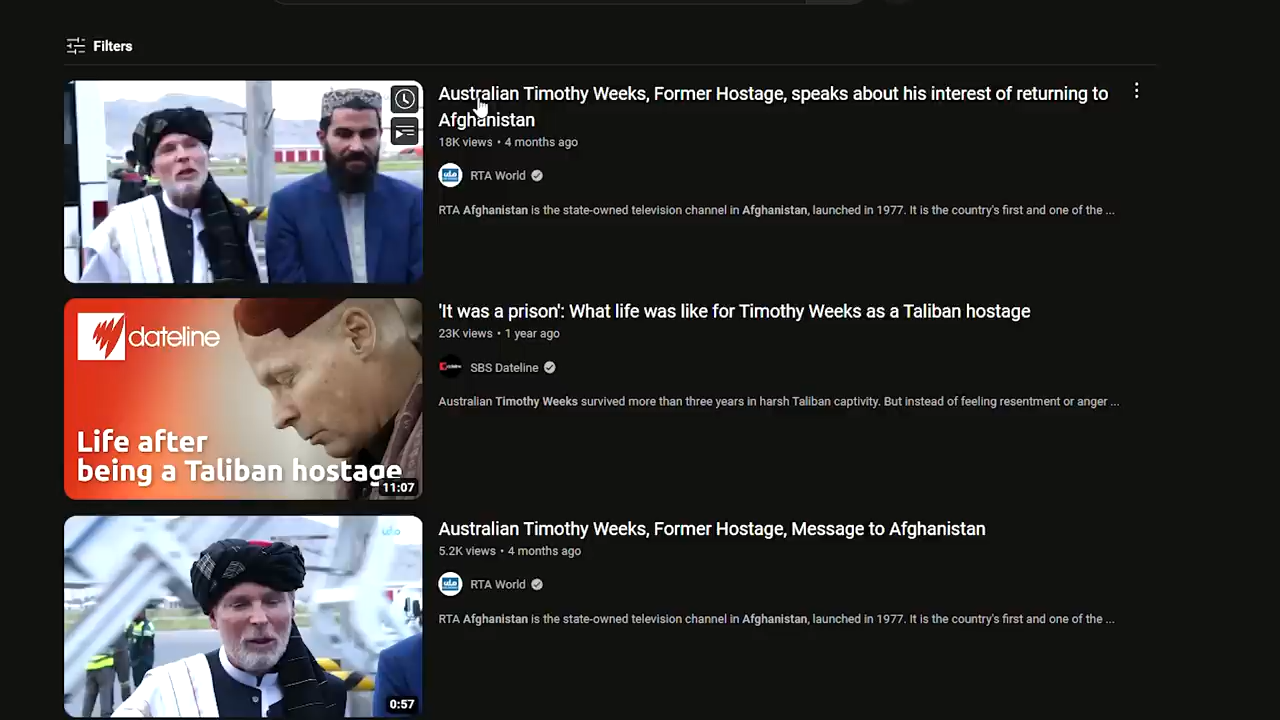 Filters
Australian Timothy Weeks, Former Hostage, speaks about his interest of returning to
Afghanistan
18K views • 4 months ago
RTA World
RTA Afghanistan is the state-owned television channel in Afghanistan, launched in 1977. It is the country's first and one of the ...
dateline
Life after
being a Taliban hostage
11:07
'It was a prison': What life was like for Timothy Weeks as a Taliban hostage
23K views • 1 year ago
SBS Dateline
Australian Timothy Weeks survived more than three years in harsh Taliban captivity. But instead of feeling resentment or anger ...
0:57
Australian Timothy Weeks, Former Hostage, Message to Afghanistan
5.2K views • 4 months ago
RTA World
RTA Afghanistan is the state-owned television channel in Afghanistan, launched in 1977. It is the country's first and one of the ...